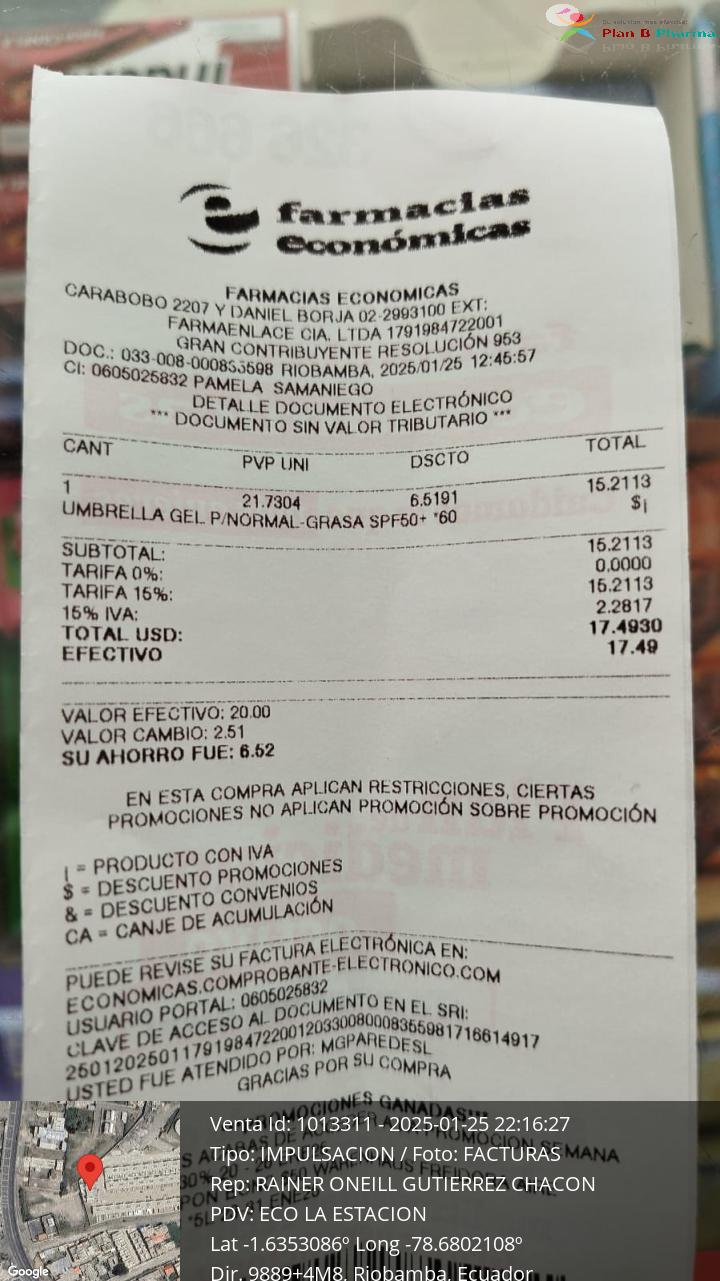 Su solución más efectiva!
Plan B Pharma
farmacias
económicas
FARMACIAS ECONOMICAS
CARABOBO 2207 Y DANIEL BORJA 02-2993100 EXT:
FARMAENLACE CIA. LTDA 1791984722001
GRAN CONTRIBUYENTE RESOLUCIÓN 953
DOC.: 033-008-000835598 RIOBAMBA, 2025/01/25 12:45:57
CI: 0605025832 PAMELA SAMANIEGO
DETALLE DOCUMENTO ELECTRÓNICO
*** DOCUMENTO SIN VALOR TRIBUTARIO ***
CANT PVP UNI DSCTO TOTAL
1 21.7304 6.5191 15.2113
UMBRELLA GEL P/NORMAL-GRASA SPF50+ *60 $¡
SUBTOTAL: 15.2113
TARIFA 0%: 0.0000
TARIFA 15%: 15.2113
15% IVA: 2.2817
TOTAL USD: 17.4930
EFECTIVO 17.49
VALOR EFECTIVO: 20.00
VALOR CAMBIO: 2.51
SU AHORRO FUE: 6.52
EN ESTA COMPRA APLICAN RESTRICCIONES, CIERTAS
PROMOCIONES NO APLICAN PROMOCIÓN SOBRE PROMOCIÓN
¡ = PRODUCTO CON IVA
$ = DESCUENTO PROMOCIONES
& = DESCUENTO CONVENIOS
CA = CANJE DE ACUMULACIÓN
PUEDE REVISE SU FACTURA ELECTRÓNICA EN:
ECONOMICAS.COMPROBANTE-ELECTRONICO.COM
USUARIO PORTAL: 0605025832
CLAVE DE ACCESO AL DOCUMENTO EN EL SRI:
2501202501179198472200120330080008355981716614917
USTED FUE ATENDIDO POR: MGPAREDESL
GRACIAS POR SU COMPRA
PROMOCIONES GANADAS
PROMOCION SEMANA
Venta Id: 1013311 - 2025-01-25 22:16:27
Tipo: IMPULSACION / Foto: FACTURAS
Rep: RAINER ONEILL GUTIERREZ CHACON
PDV: ECO LA ESTACION
Lat -1.6353086º Long -78.6802108º
Dir. 9889+4M8, Riobamba, Ecuador
Google